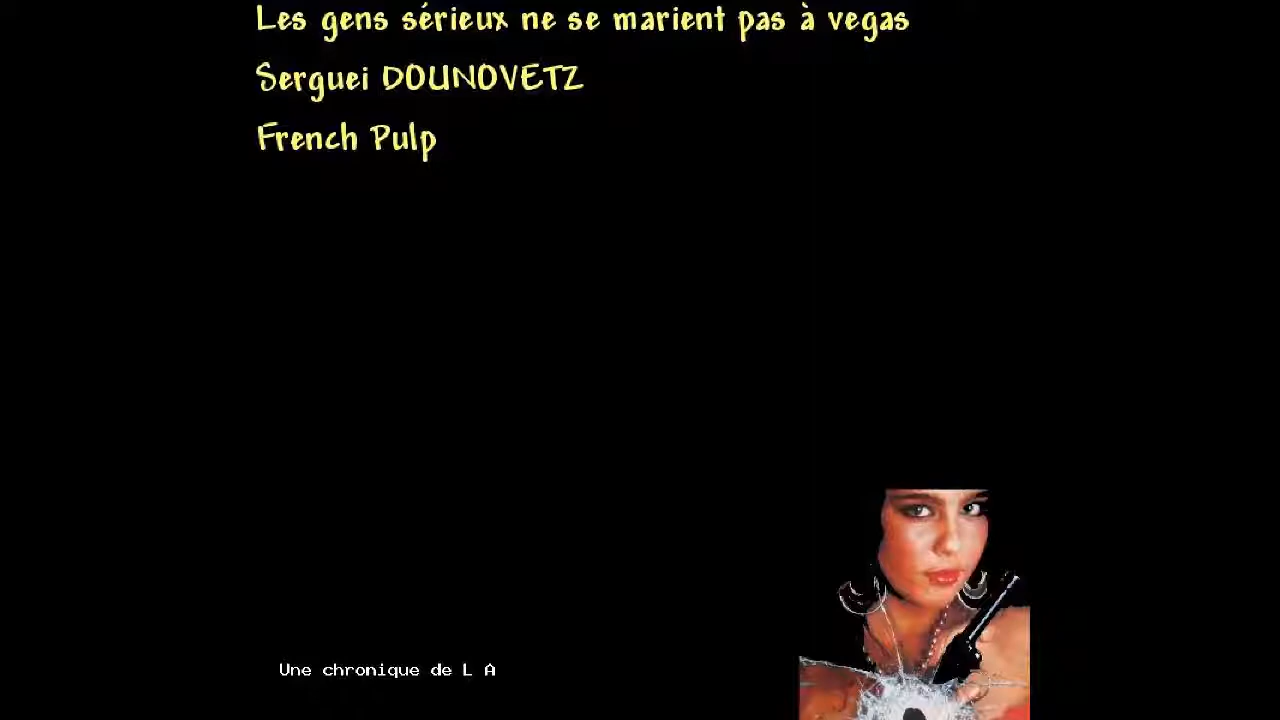 Les gens sérieux ne se marient pas à vegas
Serguei DOUNOVETZ
French Pulp
Une chronique de L A